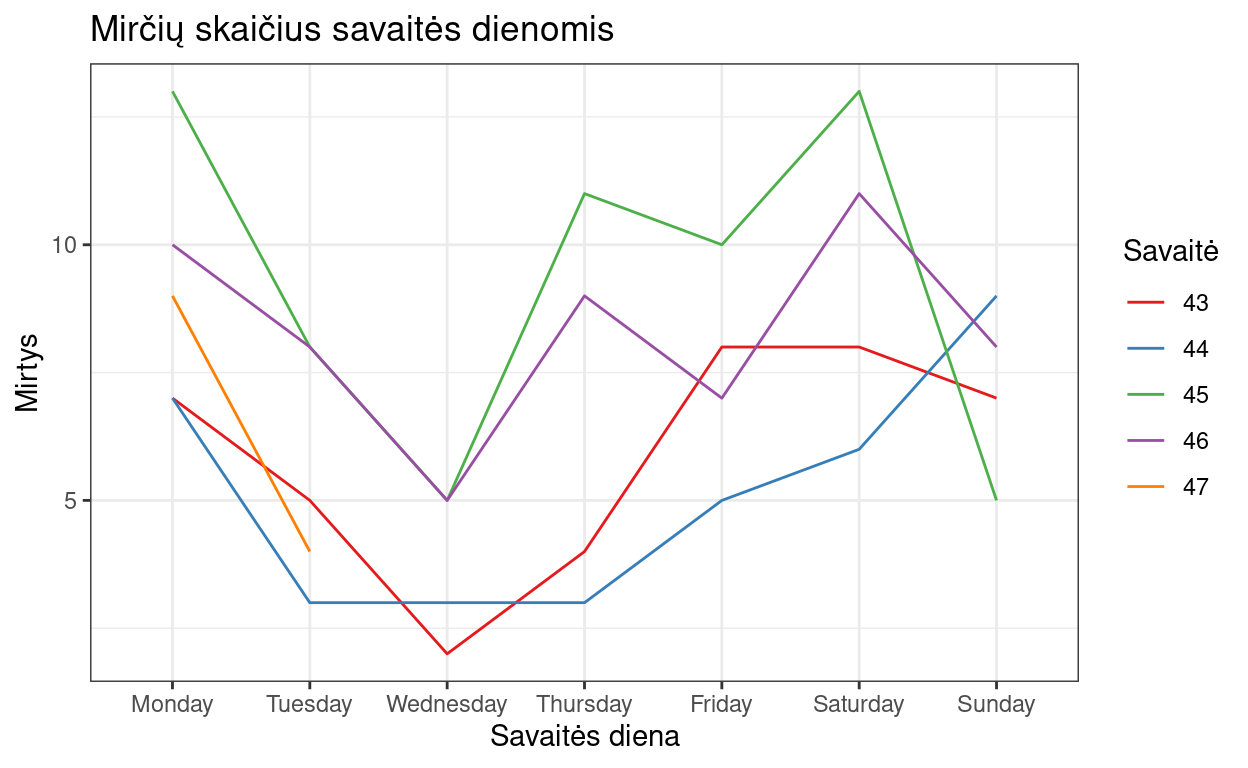 Mirčių skaičius savaitės dienomis
Mirtys
10
5
Monday Tuesday Wednesday Thursday Friday Saturday Sunday
Savaitės diena
Savaitė
43
44
45
46
47